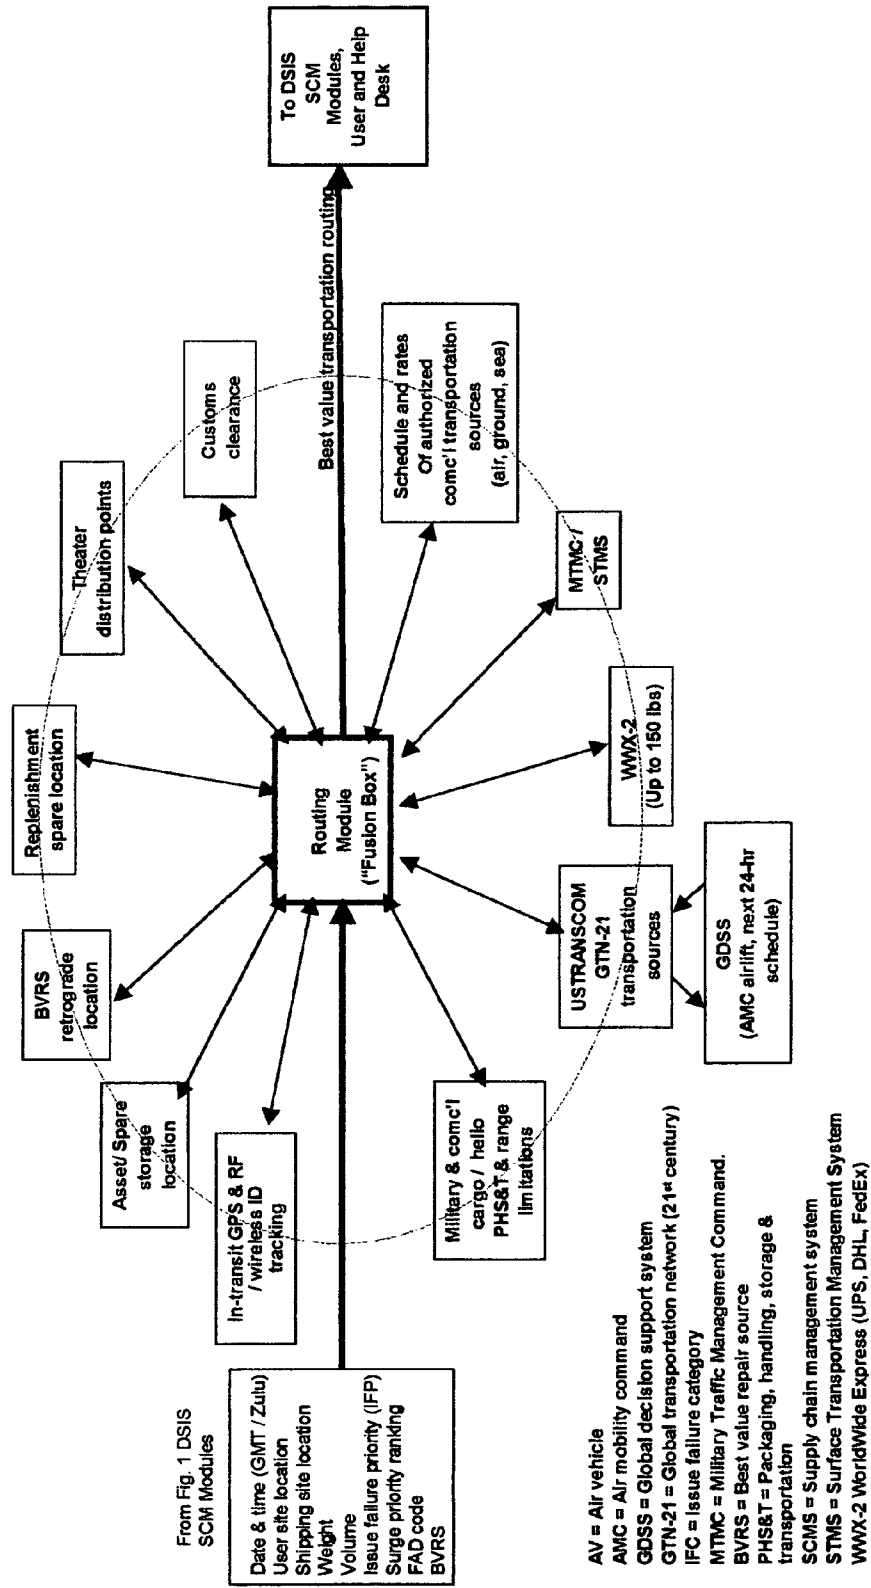 From Fig. 1 DSIS
SCM Modules
Date & time (GMT / Zulu)
User site location
Shipping site location
Weight
Volume
Issue failure priority (IFP)
Surge priority ranking
FAD code
BVRS
In-transit GPS & RF
/ wireless ID
tracking
Asset/ Spare
storage
location
BVRS
retrograde
location
Replenishment
spare location
Theater
distribution points
Customs
clearance
Routing
Module
("Fusion Box")
Best value transportation routing
To DSIS
SCM
Modules,
User and Help
Desk
Schedule and rates
Of authorized
comc'l transportation
sources
(air, ground, sea)
MTMC /
STMS
WWX-2
(Up to 150 lbs)
USTRANSCOM
GTN-21
transportation
sources
GDSS
(AMC airlift, next 24-hr
schedule)
Military & comc'l
cargo / hello
PHS&T & range
limitations
AV = Air vehicle
AMC = Air mobility command
GDSS = Global decision support system
GTN-21 = Global transportation network (21st century)
IFC = Issue failure category
MTMC = Military Traffic Management Command.
BVRS = Best value repair source
PHS&T = Packaging, handling, storage &
transportation
SCMS = Supply chain management system
STMS = Surface Transportation Management System
WWX-2 WorldWide Express (UPS, DHL, FedEx)